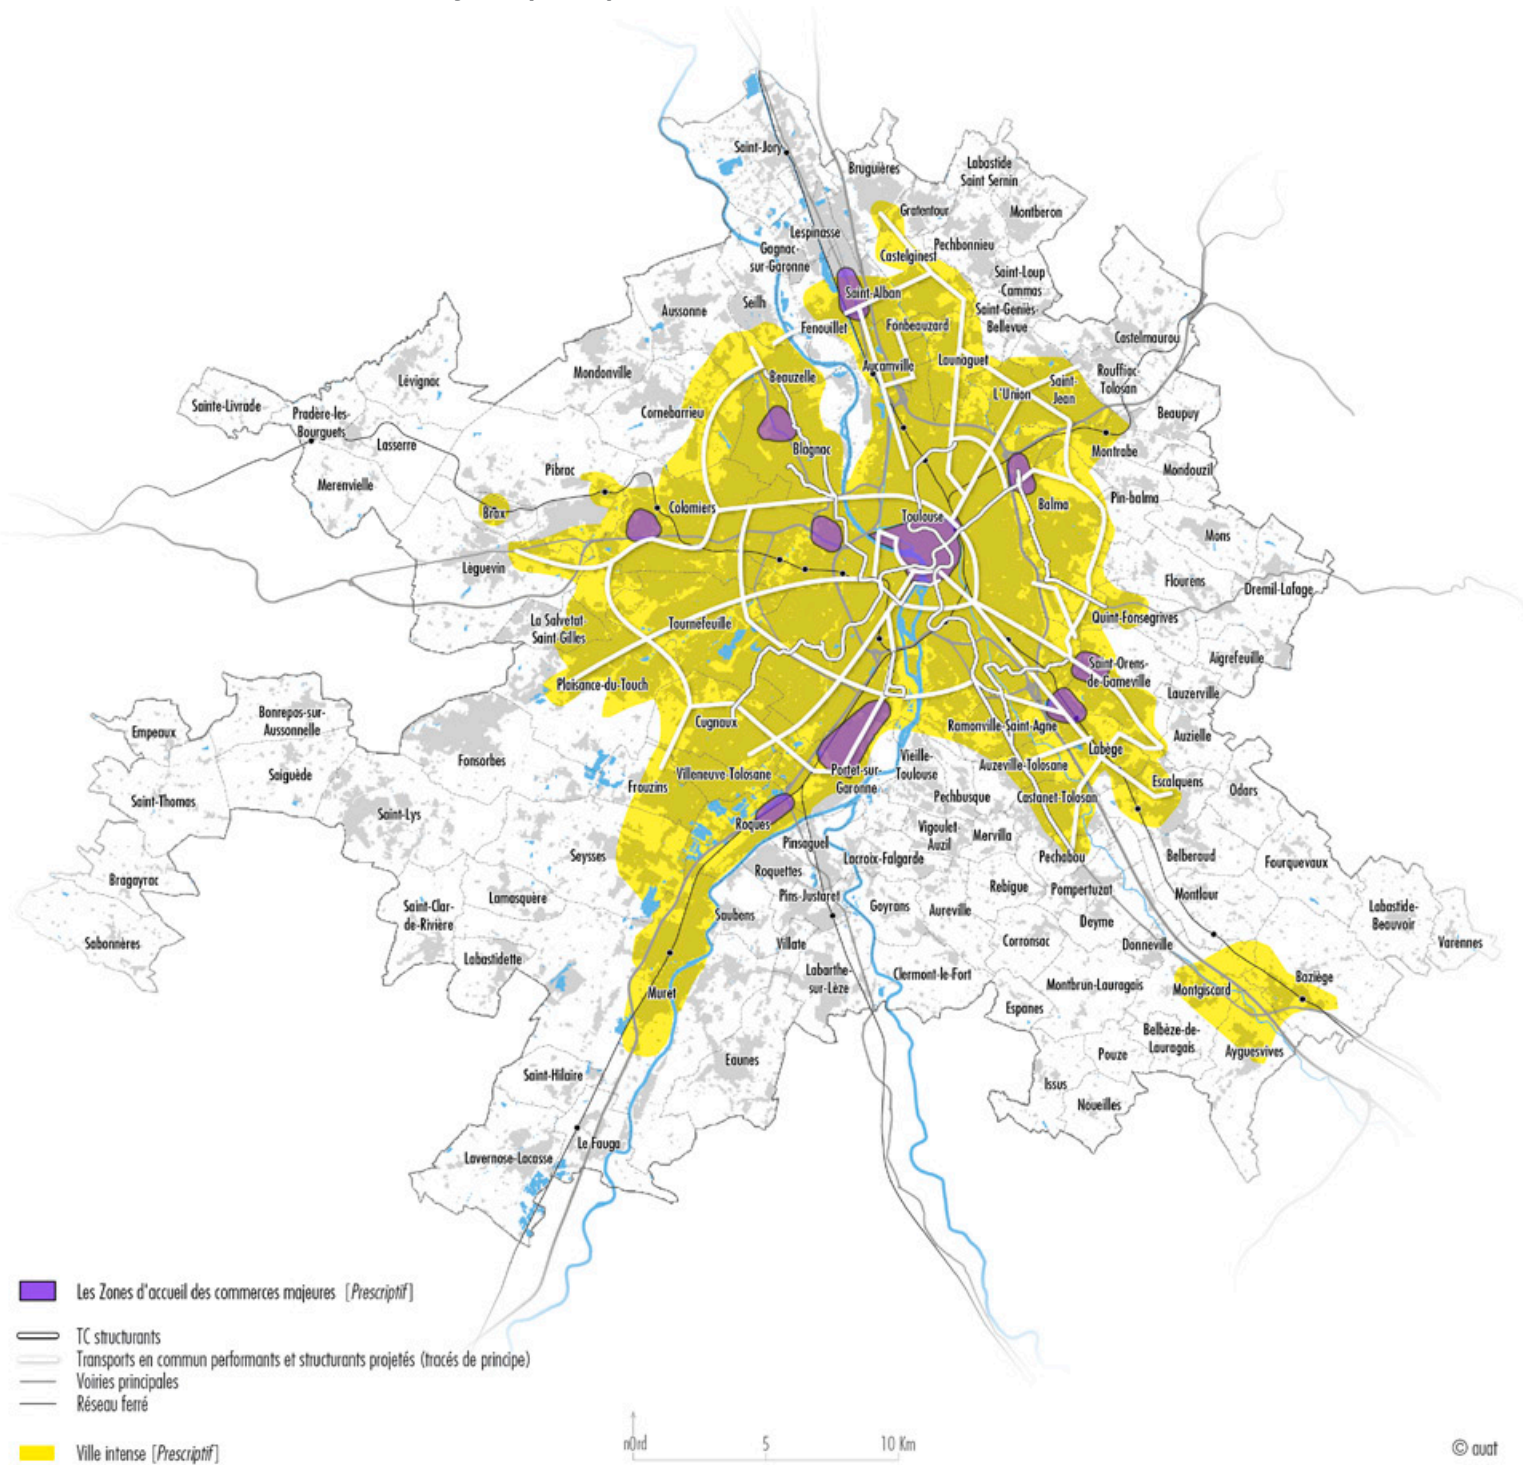 Saint-Jory
Bruguières
Labastide
Saint Sernin
Gratentour
Montberon
Lespinasse
Pechbonnieu
Gagnac-
sur-Garonne
Castelginest
Saint-Loup
-Cammas
Saint-Alban
Seilh
Aussonne
Saint-Geniès-
Bellevue
Fenouillet
Fonbeauzard
Castelmaurou
Aucamville
Launaguet
Mondonville
Lévignac
Beauzelle
Rouffiac-
Tolosan
Saint-
Jean
L'Union
Sainte-Livrade
Pradère-les-
Bourguets
Cornebarrieu
Beaupuy
Lasserre
Blagnac
Montrabe
Pibrac
Mondouzil
Merenvielle
Pin-balma
Brax
Colomiers
Balma
Toulouse
Mons
Lèguevin
Flourens
Dremil-Lafage
La Salvetat-
Saint Gilles
Tournefeuille
Quint-Fonsegrives
Aigrefeuille
Saint-Orens-
de-Gameville
Plaisance-du-Touch
Lauzerville
Bonrepos-sur-
Aussonnelle
Empeaux
Cugnaux
Ramonville-Saint-Agne
Auzielle
Labège
Fonsorbes
Vieille-
Toulouse
Auzeville-Tolosane
Saiguède
Villeneuve-Tolosane
Portet-sur-
Garonne
Escalquens
Frouzins
Odars
Saint-Thomas
Pechbusque
Castanet-Tolosan
Saint-Lys
Roques
Vigoulet-
Auzil
Mervilla
Pinsaguel
Seysses
Lacroix-Falgarde
Pechabou
Belberaud
Fourquevaux
Bragayrac
Roquettes
Rebigue
Pompertuzat
Montlaur
Lamasquère
Pins-Justaret
Goyrans
Aureville
Saint-Clar-
de-Rivière
Saubens
Deyme
Labastide-
Beauvoir
Sabonnères
Villate
Corronsac
Donneville
Varennes
Labastidette
Labarthe-
sur-Lèze
Clermont-le-Fort
Baziège
Muret
Montbrun-Lauragais
Montgiscard
Espanes
Belbèze-de-
Lauragais
Eaunes
Pouze
Ayguesvives
Saint-Hilaire
Issus
Noueilles
Le Fauga
Lavernose-Lacasse
Les Zones d'accueil des commerces majeures [Prescriptif]
TC structurants
Transports en commun performants et structurants projetés (tracés de principe)
Voiries principales
Réseau ferré
Ville intense [Prescriptif]
n0rd 5 10 Km
© auat